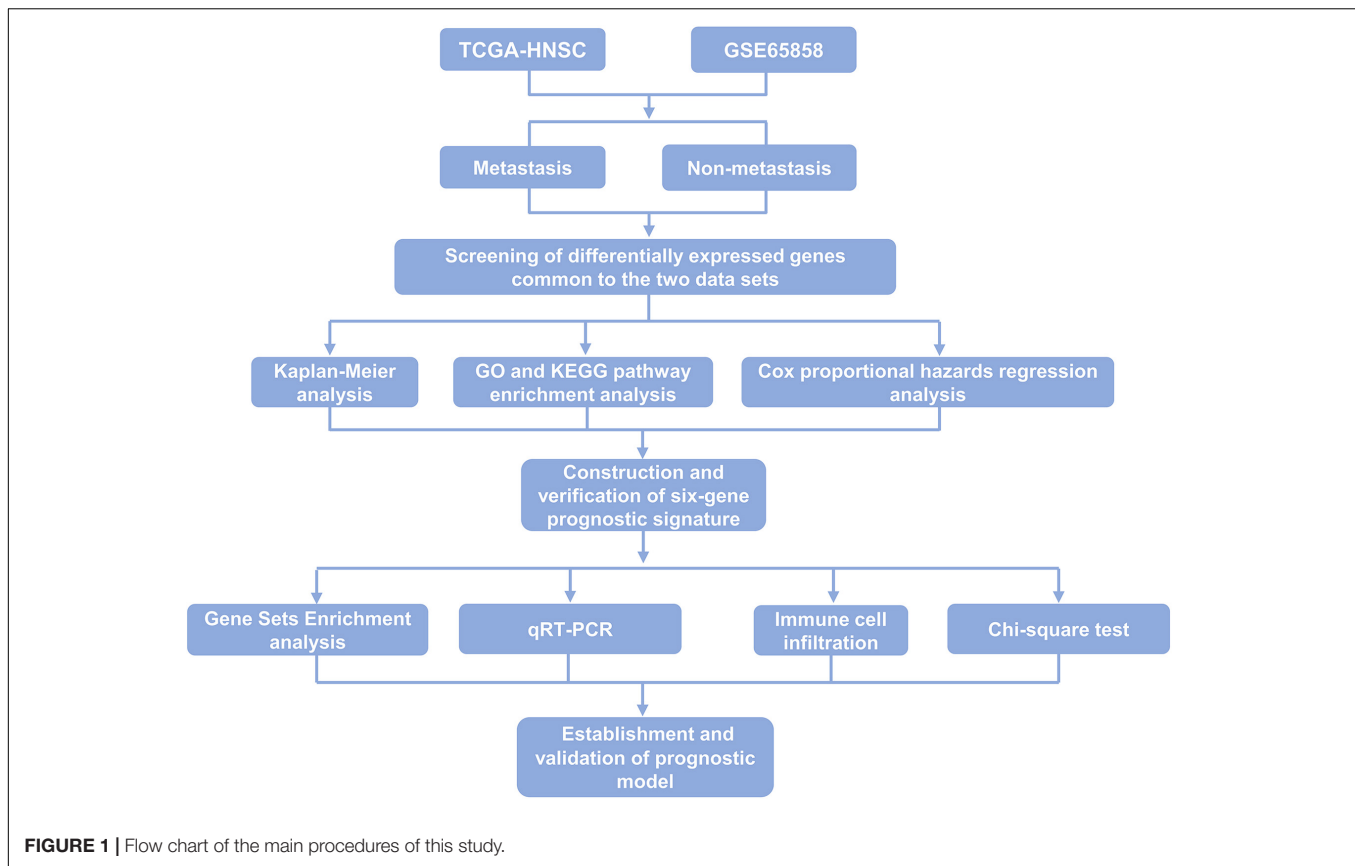 TCGA-HNSC
GSE65858
Metastasis
Non-metastasis
Screening of differentially expressed genes
common to the two data sets
Kaplan-Meier
analysis
GO and KEGG pathway
enrichment analysis
Cox proportional hazards regression
analysis
Construction and
verification of six-gene
prognostic signature
Gene Sets Enrichment
analysis
qRT-PCR
Immune cell
infiltration
Chi-square test
Establishment and
validation of prognostic
model
FIGURE 1 | Flow chart of the main procedures of this study.